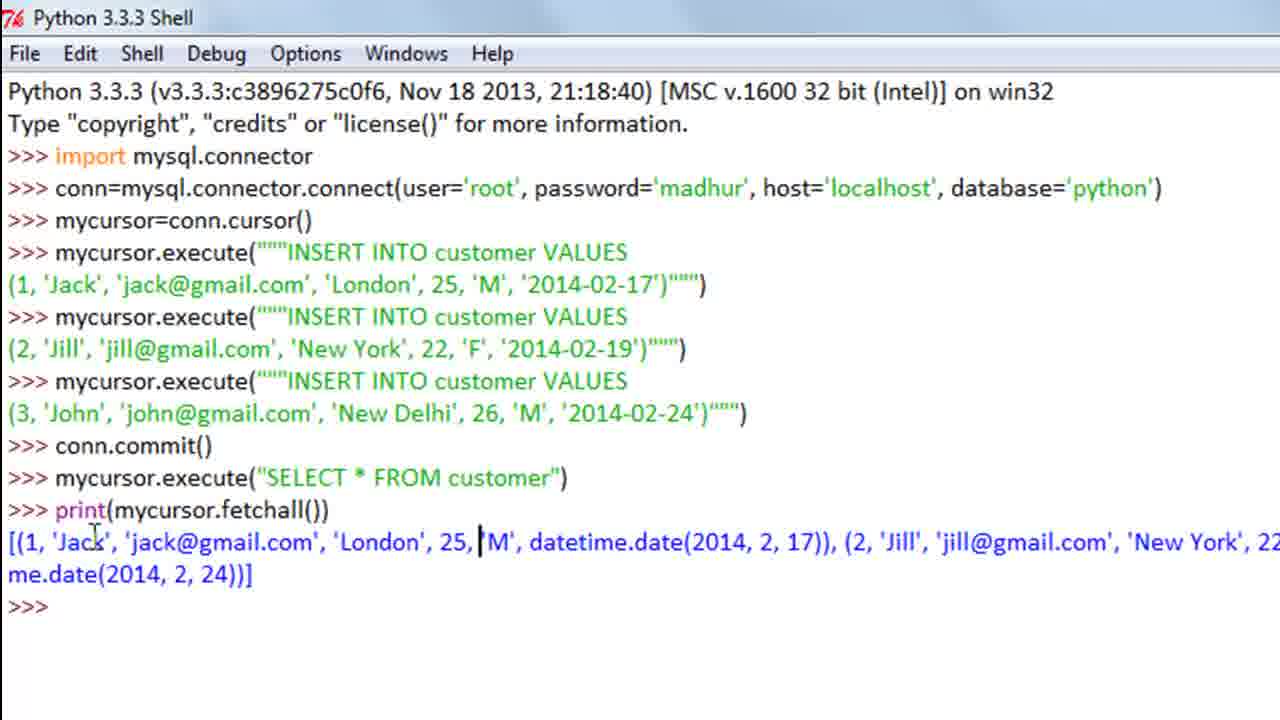 Python 3.3.3 Shell
File Edit Shell Debug Options Windows Help
Python 3.3.3 (v3.3.3:c3896275c0f6, Nov 18 2013, 21:18:40) [MSC v.1600 32 bit (Intel)] on win32
Type "copyright", "credits" or "license()" for more information.
>>> import mysql.connector
>>> conn=mysql.connector.connect(user='root', password='madhur', host='localhost', database='python')
>>> mycursor=conn.cursor()
>>> mycursor.execute("""INSERT INTO customer VALUES
(1, 'Jack', 'jack@gmail.com', 'London', 25, 'M', '2014-02-17')""")
>>> mycursor.execute("""INSERT INTO customer VALUES
(2, 'Jill', 'jill@gmail.com', 'New York', 22, 'F', '2014-02-19')""")
>>> mycursor.execute("""INSERT INTO customer VALUES
(3, 'John', 'john@gmail.com', 'New Delhi', 26, 'M', '2014-02-24')""")
>>> conn.commit()
>>> mycursor.execute("SELECT * FROM customer")
>>> print(mycursor.fetchall())
[(1, 'Jack', 'jack@gmail.com', 'London', 25, 'M', datetime.date(2014, 2, 17)), (2, 'Jill', 'jill@gmail.com', 'New York', 22
me.date(2014, 2, 24))]
>>>